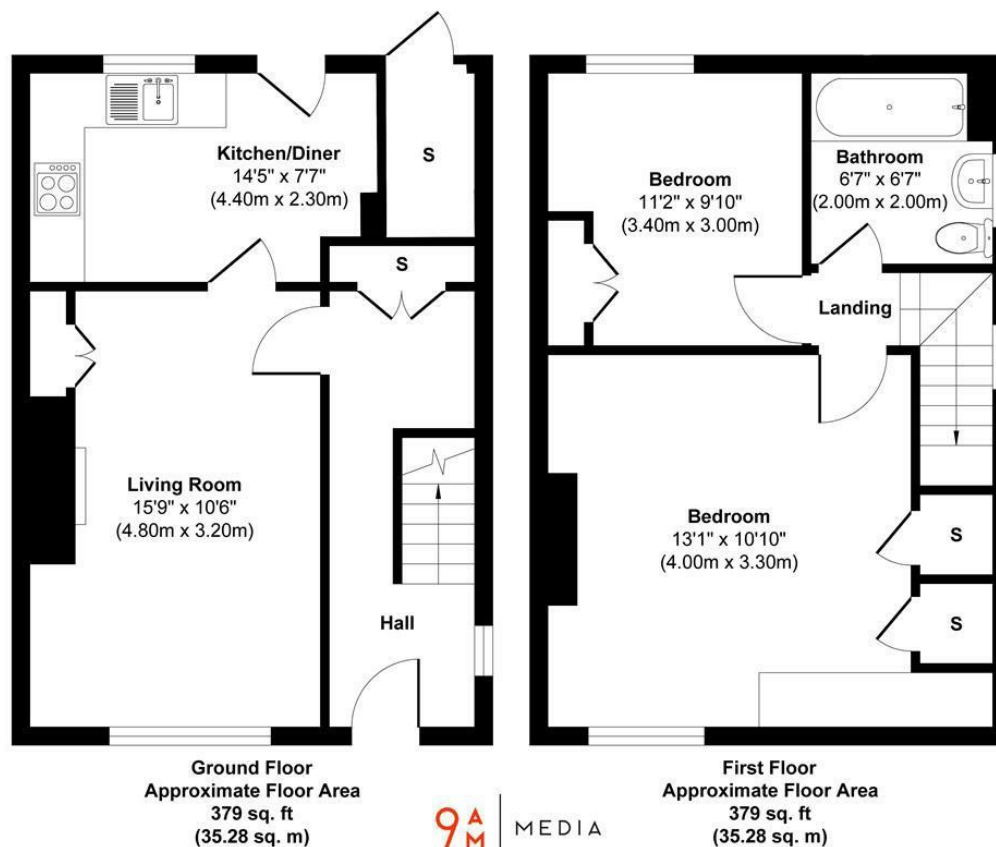 Kitchen/Diner
14'5" x 7'7"
(4.40m x 2.30m)
S
S
Living Room
15'9" x 10'6"
(4.80m x 3.20m)
Hall
Ground Floor
Approximate Floor Area
379 sq. ft
(35.28 sq. m)
Bedroom
11'2" x 9'10"
(3.40m x 3.00m)
Bathroom
6'7" x 6'7"
(2.00m x 2.00m)
Landing
Bedroom
13'1" x 10'10"
(4.00m x 3.30m)
S
S
First Floor
Approximate Floor Area
379 sq. ft
(35.28 sq. m)
9AM MEDIA